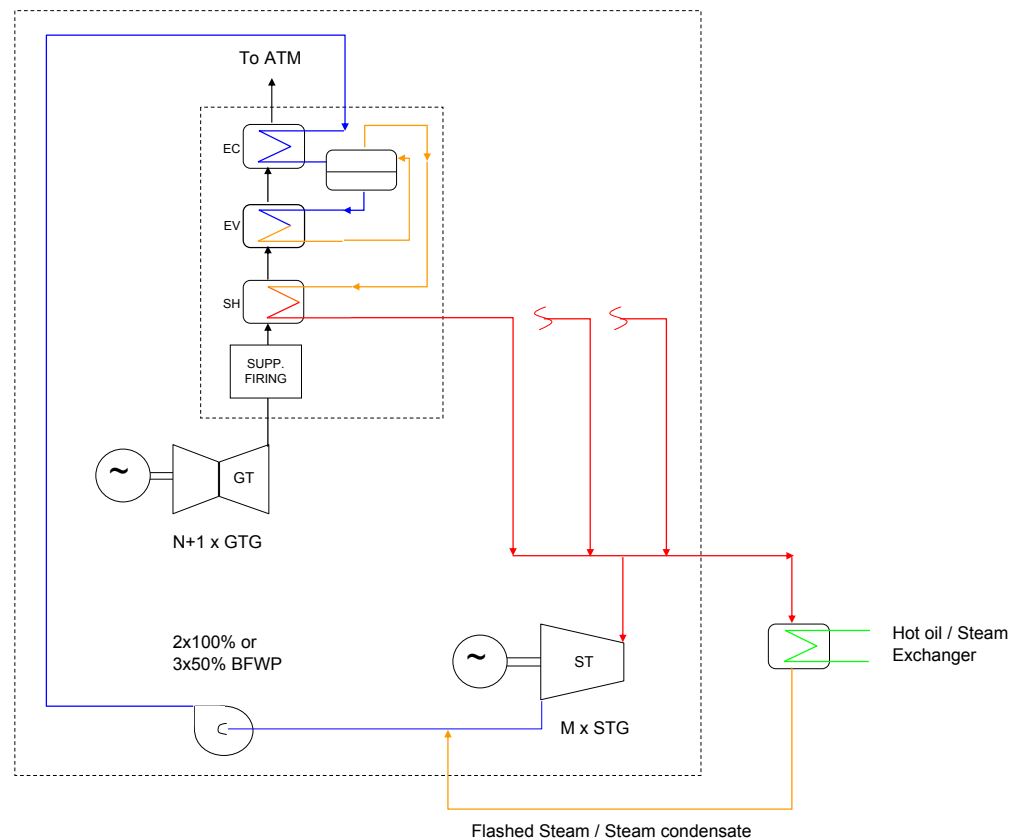 To ATM
EC
EV
SH
SUPP.
FIRING
~
GT
N+1 x GTG
2x100% or
3x50% BFWP
~
ST
M x STG
Hot oil / Steam
Exchanger
Flashed Steam / Steam condensate